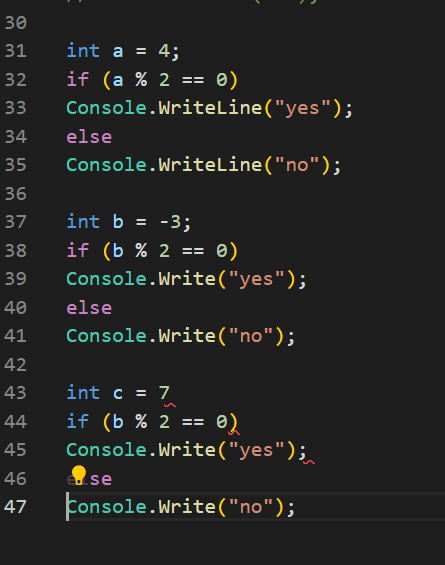 30
31 int a = 4;
32 if (a % 2 == 0)
33 Console.WriteLine("yes");
34 else
35 Console.WriteLine("no");
36
37 int b = -3;
38 if (b % 2 == 0)
39 Console.Write("yes");
40 else
41 Console.Write("no");
42
43 int c = 7
44 if (b % 2 == 0)
45 Console.Write("yes");
46 else
47 Console.Write("no");